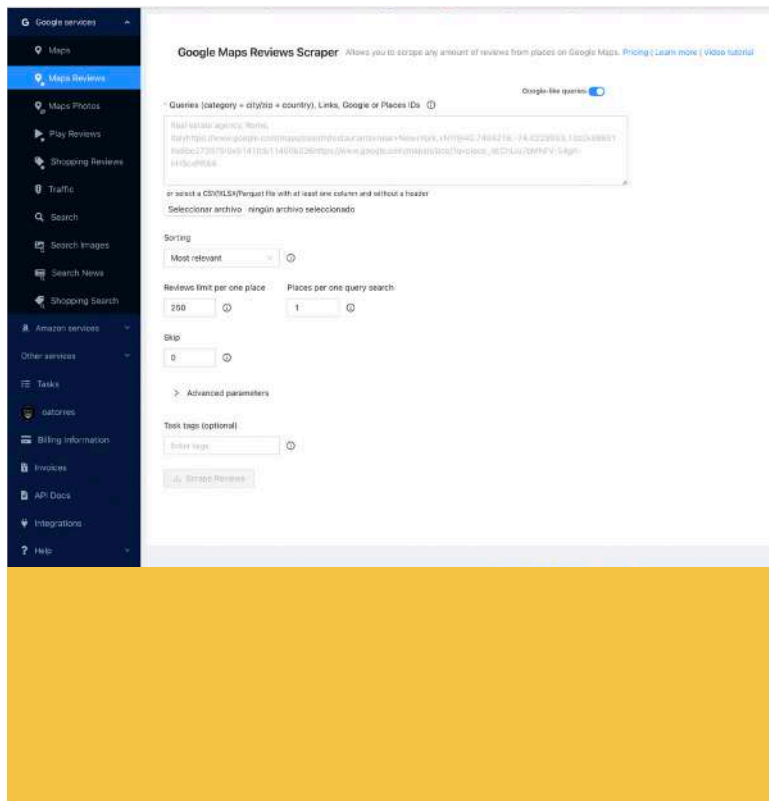 G Google services
Maps
Maps Reviews
Maps Photos
Play Reviews
Shopping Reviews
Traffic
Search
Search Images
Search News
Shopping Search
Amazon services
Other services
Tasks
oatorres
Billing Information
Invoices
API Docs
Integrations
? Help
Google Maps Reviews Scraper Allows you to scrape any amount of reviews from places on Google Maps. Pricing | Learn more | Video tutorial
Google-like queries
* Queries (category + city/zip + country), Links, Google or Places IDs
Real estate agency, Rome,
or select a CSV/XLSX/Parquet file with at least one column and without a header
Seleccionar archivo ningún archivo seleccionado
Sorting
Most relevant
Reviews limit per one place Places per one query search
250 1
Skip
0
> Advanced parameters
Task tags (optional)
Enter tags
Scrape Reviews